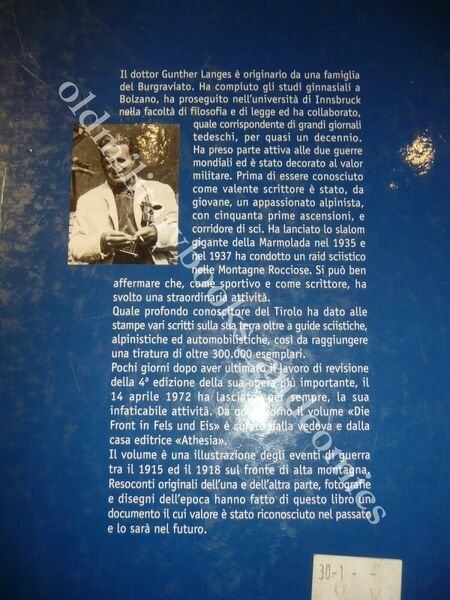 Il dottor Gunther Langes è originario da una famiglia
del Burgraviato. Ha compiuto gli studi ginnasiali a
Bolzano, ha proseguito nell'università di Innsbruck
nella facoltà di filosofia e di legge ed ha collaborato,
quale corrispondente di grandi giornali
tedeschi, per quasi un decennio.
Ha preso parte attiva alle due guerre
mondiali ed è stato decorato al valor
militare. Prima di essere conosciuto
come valente scrittore è stato, da
giovane, un appassionato alpinista,
con cinquanta prime ascensioni, e
corridore di sci. Ha lanciato lo slalom
gigante della Marmolada nel 1935 e
nel 1937 ha condotto un raid sciistico
nelle Montagne Rocciose. Si può ben
affermare che, come sportivo e come scrittore, ha
svolto una straordinaria attività.
Quale profondo conoscitore del Tirolo ha dato alle
stampe vari scritti sulla sua terra oltre a guide sciistiche,
alpinistiche ed automobilistiche, così da raggiungere
una tiratura di oltre 300.000 esemplari.
Pochi giorni dopo aver ultimato il lavoro di revisione
della 4ª edizione della sua opera più importante, il
14 aprile 1972 ha lasciato per sempre, la sua
infaticabile attività. Da quel giorno il volume «Die
Front in Fels und Eis» è curato dalla vedova e dalla
casa editrice «Athesia».
Il volume è una illustrazione degli eventi di guerra
tra il 1915 ed il 1918 sul fronte di alta montagna.
Resoconti originali dell'una e dell'altra parte, fotografie
e disegni dell'epoca hanno fatto di questo libro un
documento il cui valore è stato riconosciuto nel passato
e lo sarà nel futuro.
30-1 - -